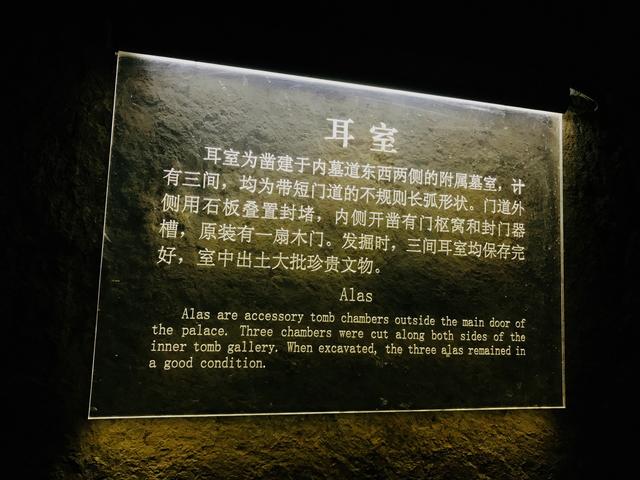 耳室
耳室为凿建于内墓道东西两侧的附属墓室，计
有三间，均为带短门道的不规则长弧形状。门道外
侧用石板叠置封堵，内侧开凿有门枢窝和封门器
槽，原装有一扇木门。发掘时，三间耳室均保存完
好，室中出土大批珍贵文物。
Alas
Alas are accessory tomb chambers outside the main door of
the palace. Three chambers were cut along both sides of the
inner tomb gallery. When excavated, the three alas remained in
a good condition.